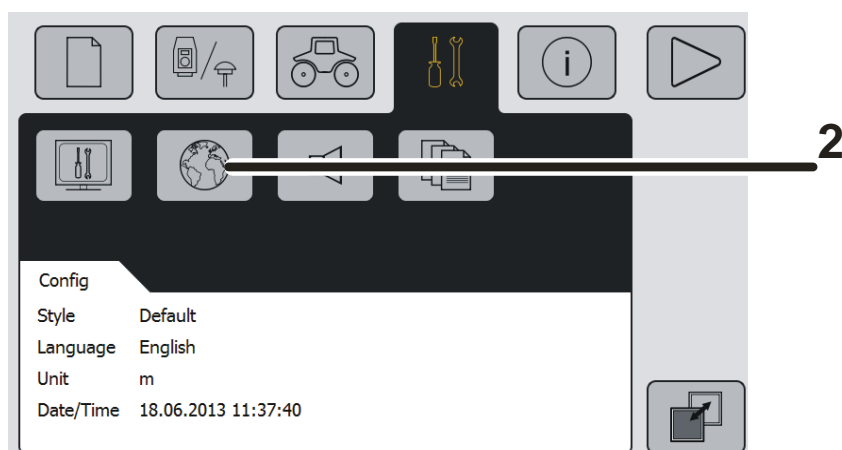 i
2
Config
Style Default
Language English
Unit m
Date/Time 18.06.2013 11:37:40